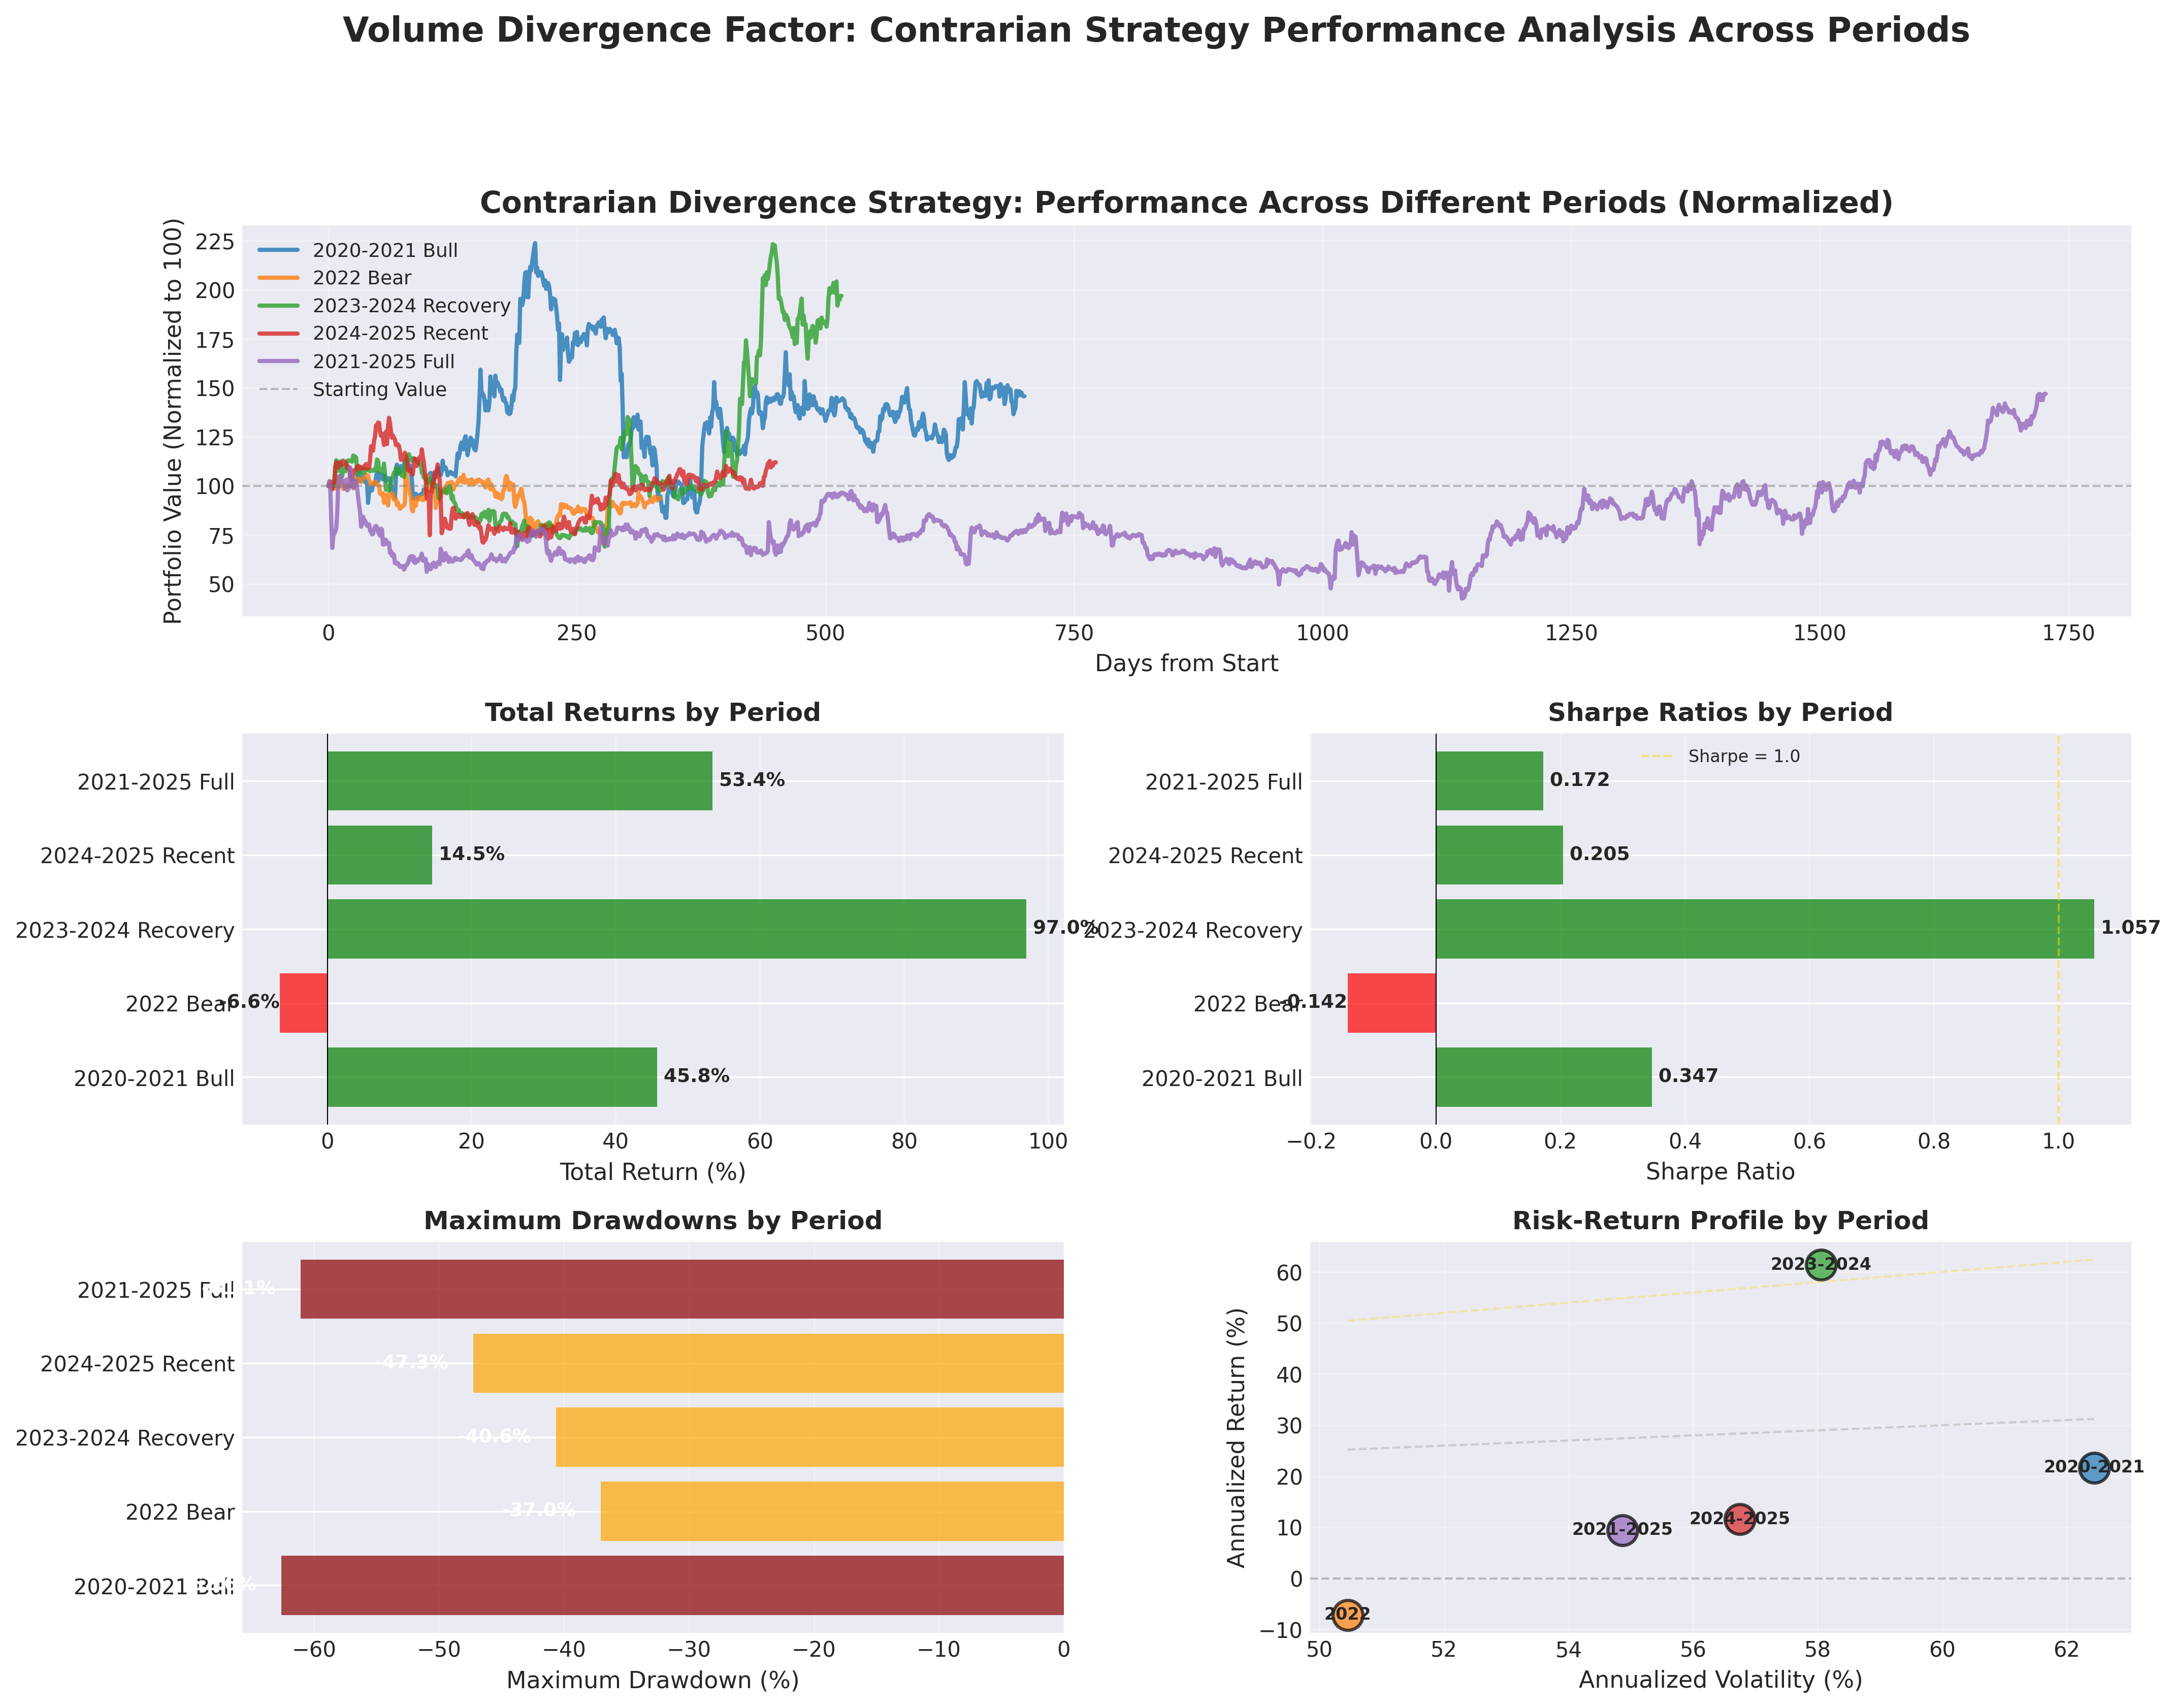 Volume Divergence Factor: Contrarian Strategy Performance Analysis Across Periods
Contrarian Divergence Strategy: Performance Across Different Periods (Normalized)
Portfolio Value (Normalized to 100)
225
200
175
150
125
100
75
50
2020-2021 Bull
2022 Bear
2023-2024 Recovery
2024-2025 Recent
2021-2025 Full
Starting Value
0
250
500
750
1000
1250
1500
1750
Days from Start
Total Returns by Period
2021-2025 Full
53.4%
2024-2025 Recent
14.5%
2023-2024 Recovery
97.0%
2022 Bear
-6.6%
2020-2021 Bull
45.8%
0
20
40
60
80
100
Total Return (%)
Sharpe Ratios by Period
Sharpe = 1.0
2021-2025 Full
0.172
2024-2025 Recent
0.205
2023-2024 Recovery
1.057
2022 Bear
-0.142
2020-2021 Bull
0.347
−0.2
0.0
0.2
0.4
0.6
0.8
1.0
Sharpe Ratio
Maximum Drawdowns by Period
2021-2025 Full
2024-2025 Recent
-47.3%
2023-2024 Recovery
-40.6%
2022 Bear
-37.0%
2020-2021 Bull
−60
−50
−40
−30
−20
−10
0
Maximum Drawdown (%)
Risk-Return Profile by Period
Annualized Return (%)
60
50
40
30
20
10
0
−10
2023-2024
2020-2021
2024-2025
2021-2025
2022
50
52
54
56
58
60
62
Annualized Volatility (%)